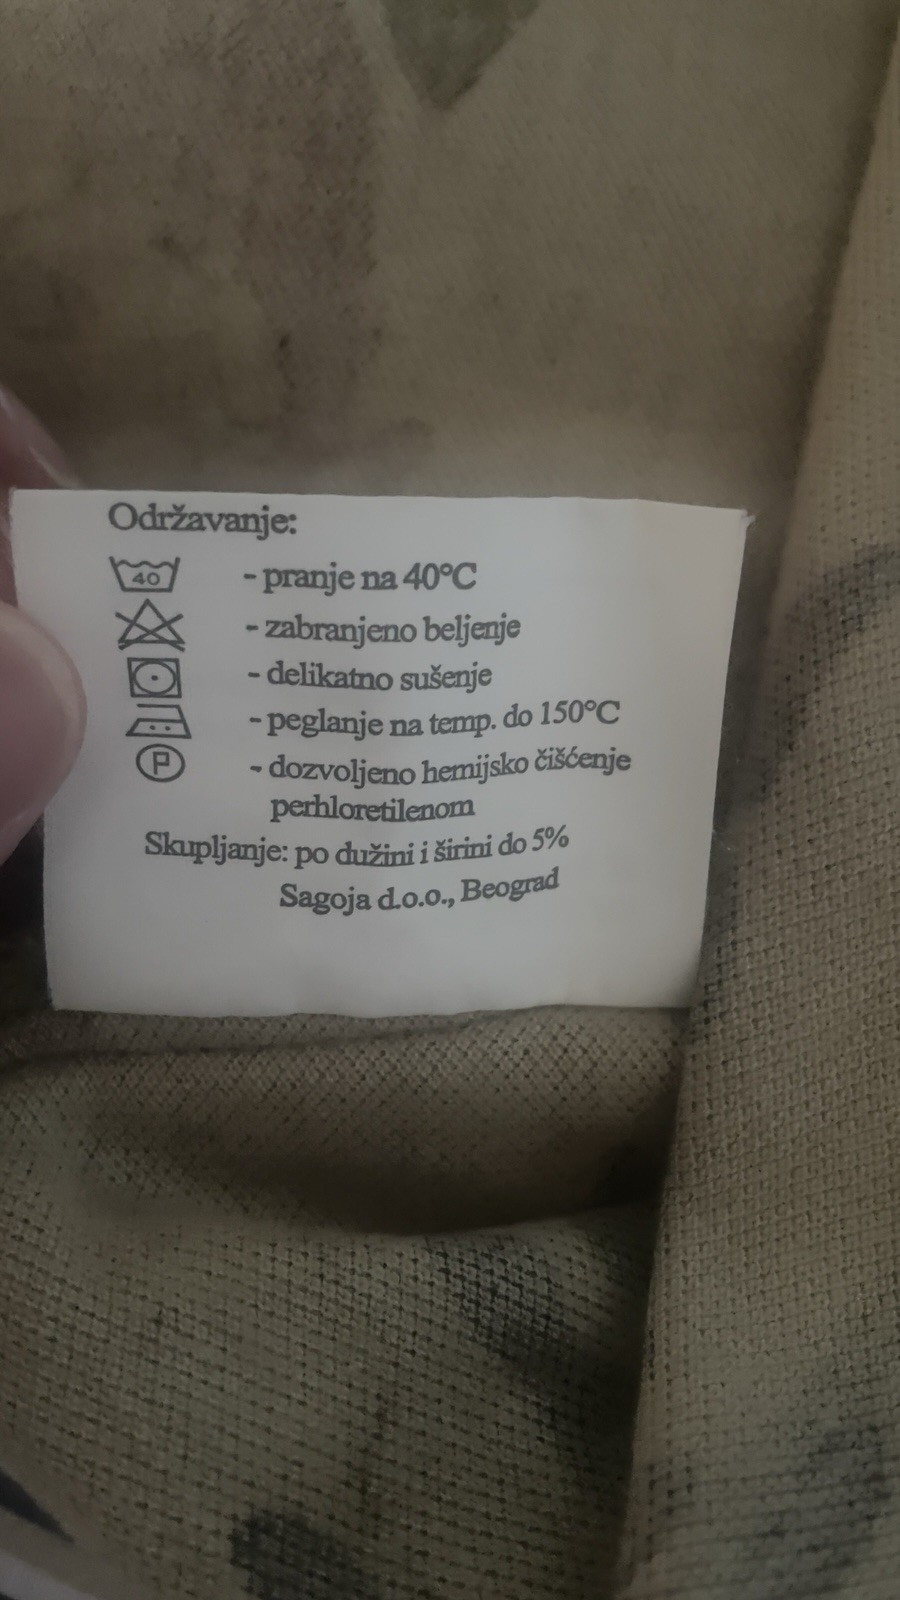 Održavanje:
40 - pranje na 40°C
- zabranjeno beljenje
- delikatno sušenje
- peglanje na temp. do 150°C
P - dozvoljeno hemijsko čišćenje
perhloretilenom
Skupljanje: po dužini i širini do 5%
Sagoja d.o.o., Beograd